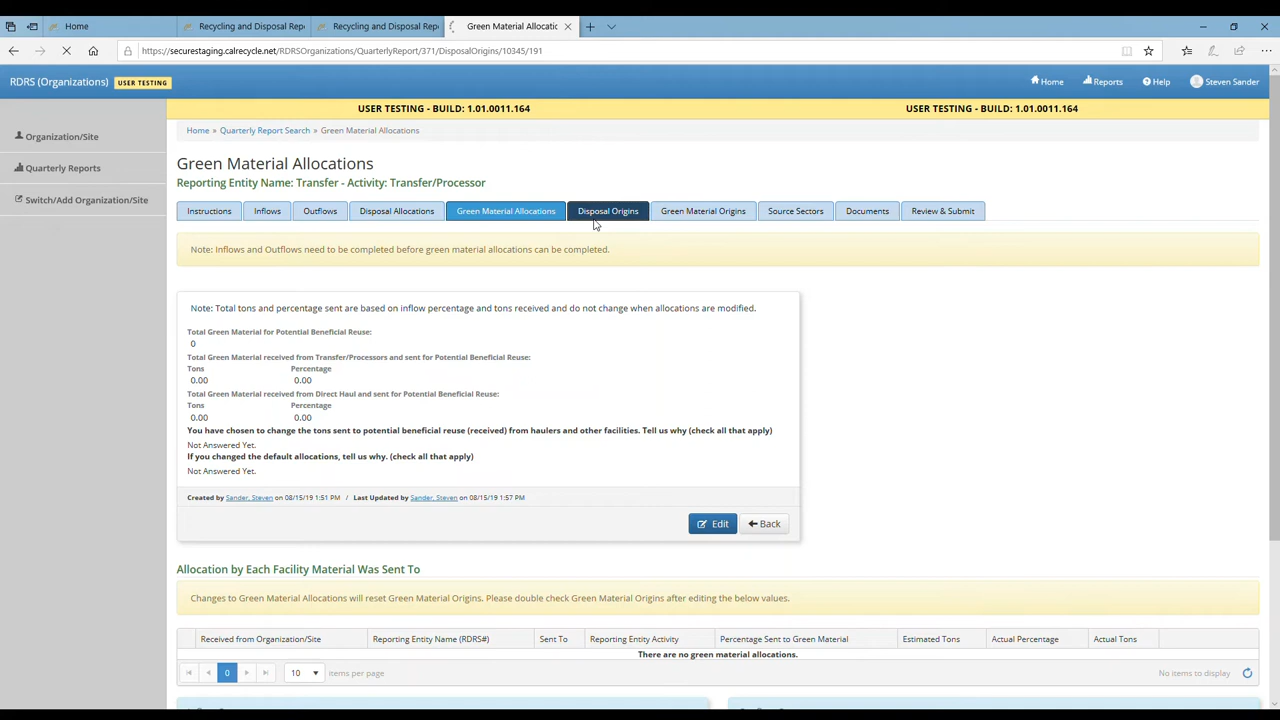 Home
Recycling and Disposal Repo
Recycling and Disposal Repo
Green Material Allocatic
https://securestaging.calrecycle.net/RDRSOrganizations/QuarterlyReport/371/DisposalOrigins/10345/191
RDRS (Organizations) USER TESTING
Home Reports Help Steven Sander
USER TESTING - BUILD: 1.01.0011.164 USER TESTING - BUILD: 1.01.0011.164
Organization/Site
Quarterly Reports
Switch/Add Organization/Site
Home » Quarterly Report Search » Green Material Allocations
Green Material Allocations
Reporting Entity Name: Transfer - Activity: Transfer/Processor
Instructions Inflows Outflows Disposal Allocations Green Material Allocations Disposal Origins Green Material Origins Source Sectors Documents Review & Submit
Note: Inflows and Outflows need to be completed before green material allocations can be completed.
Note: Total tons and percentage sent are based on inflow percentage and tons received and do not change when allocations are modified.
Total Green Material for Potential Beneficial Reuse:
0
Total Green Material received from Transfer/Processors and sent for Potential Beneficial Reuse:
Tons Percentage
0.00 0.00
Total Green Material received from Direct Haul and sent for Potential Beneficial Reuse:
Tons Percentage
0.00 0.00
You have chosen to change the tons sent to potential beneficial reuse (received) from haulers and other facilities. Tell us why (check all that apply)
Not Answered Yet.
If you changed the default allocations, tell us why. (check all that apply)
Not Answered Yet.
Created by Sander, Steven on 08/15/19 1:51 PM / Last Updated by Sander, Steven on 08/15/19 1:57 PM
Edit Back
Allocation by Each Facility Material Was Sent To
Changes to Green Material Allocations will reset Green Material Origins. Please double check Green Material Origins after editing the below values.
Received from Organization/Site Reporting Entity Name (RDRS#) Sent To Reporting Entity Activity Percentage Sent to Green Material Estimated Tons Actual Percentage Actual Tons
There are no green material allocations.
0 10 items per page No items to display